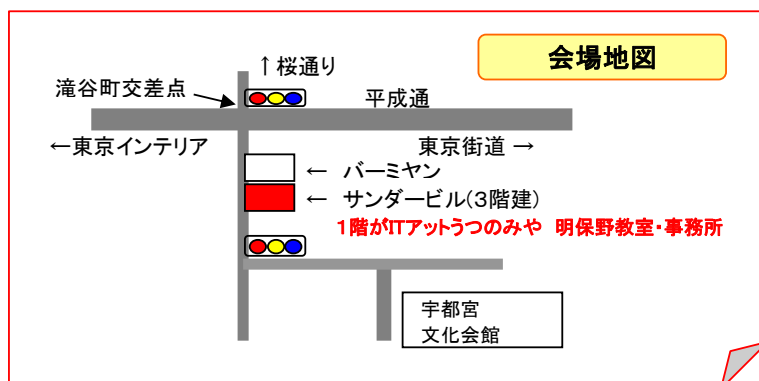 会場地図
↑桜通り
滝谷町交差点
平成通
←東京インテリア
東京街道→
← バーミヤン
← サンダービル(3階建)
1階がITアットうつのみや 明保野教室・事務所
宇都宮
文化会館